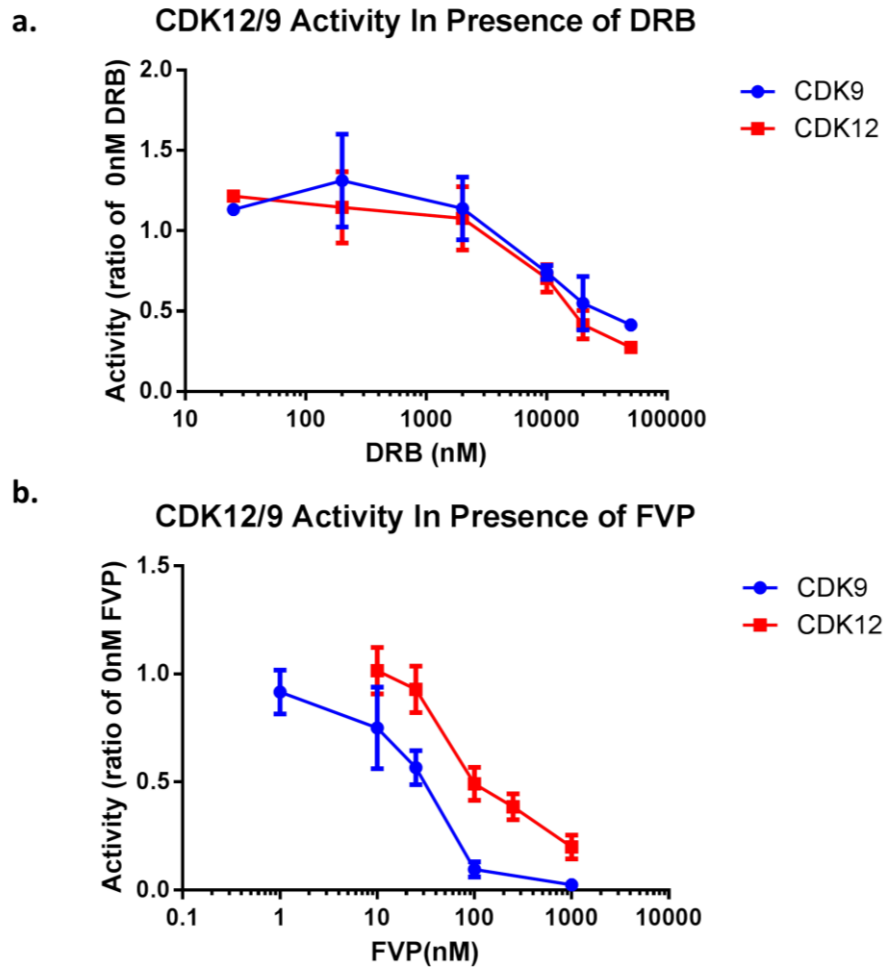 a.
CDK12/9 Activity In Presence of DRB
Activity (ratio of 0nM DRB)
2.0
1.5
1.0
0.5
0.0
10
100
1000
10000
100000
DRB (nM)
CDK9
CDK12
b.
CDK12/9 Activity In Presence of FVP
Activity (ratio of 0nM FVP)
1.5
1.0
0.5
0.0
0.1
1
10
100
1000
10000
FVP(nM)
CDK9
CDK12